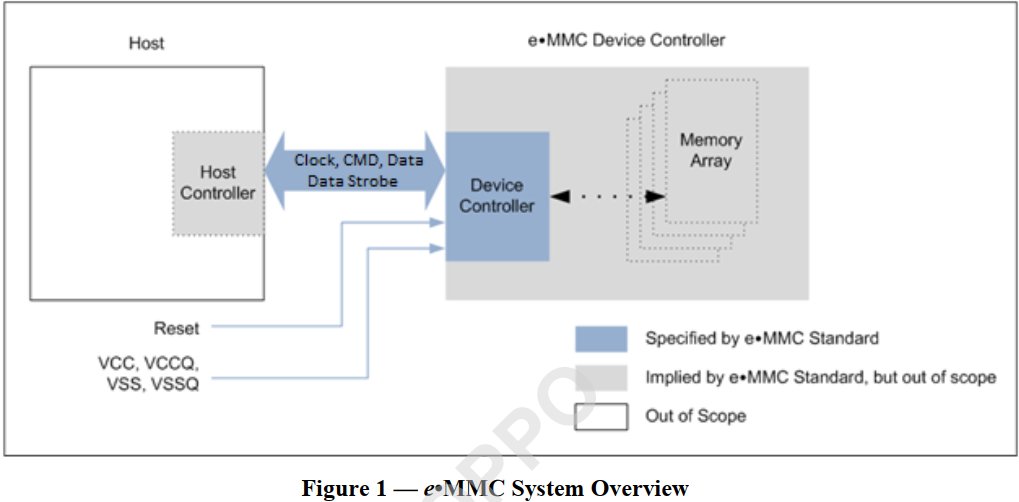 Host
e•MMC Device Controller
Host
Controller
Clock, CMD, Data
Data Strobe
Device
Controller
Memory
Array
Reset
VCC, VCCQ,
VSS, VSSQ
Specified by e•MMC Standard
Implied by e•MMC Standard, but out of scope
Out of Scope
OPPO
Figure 1 — e•MMC System Overview